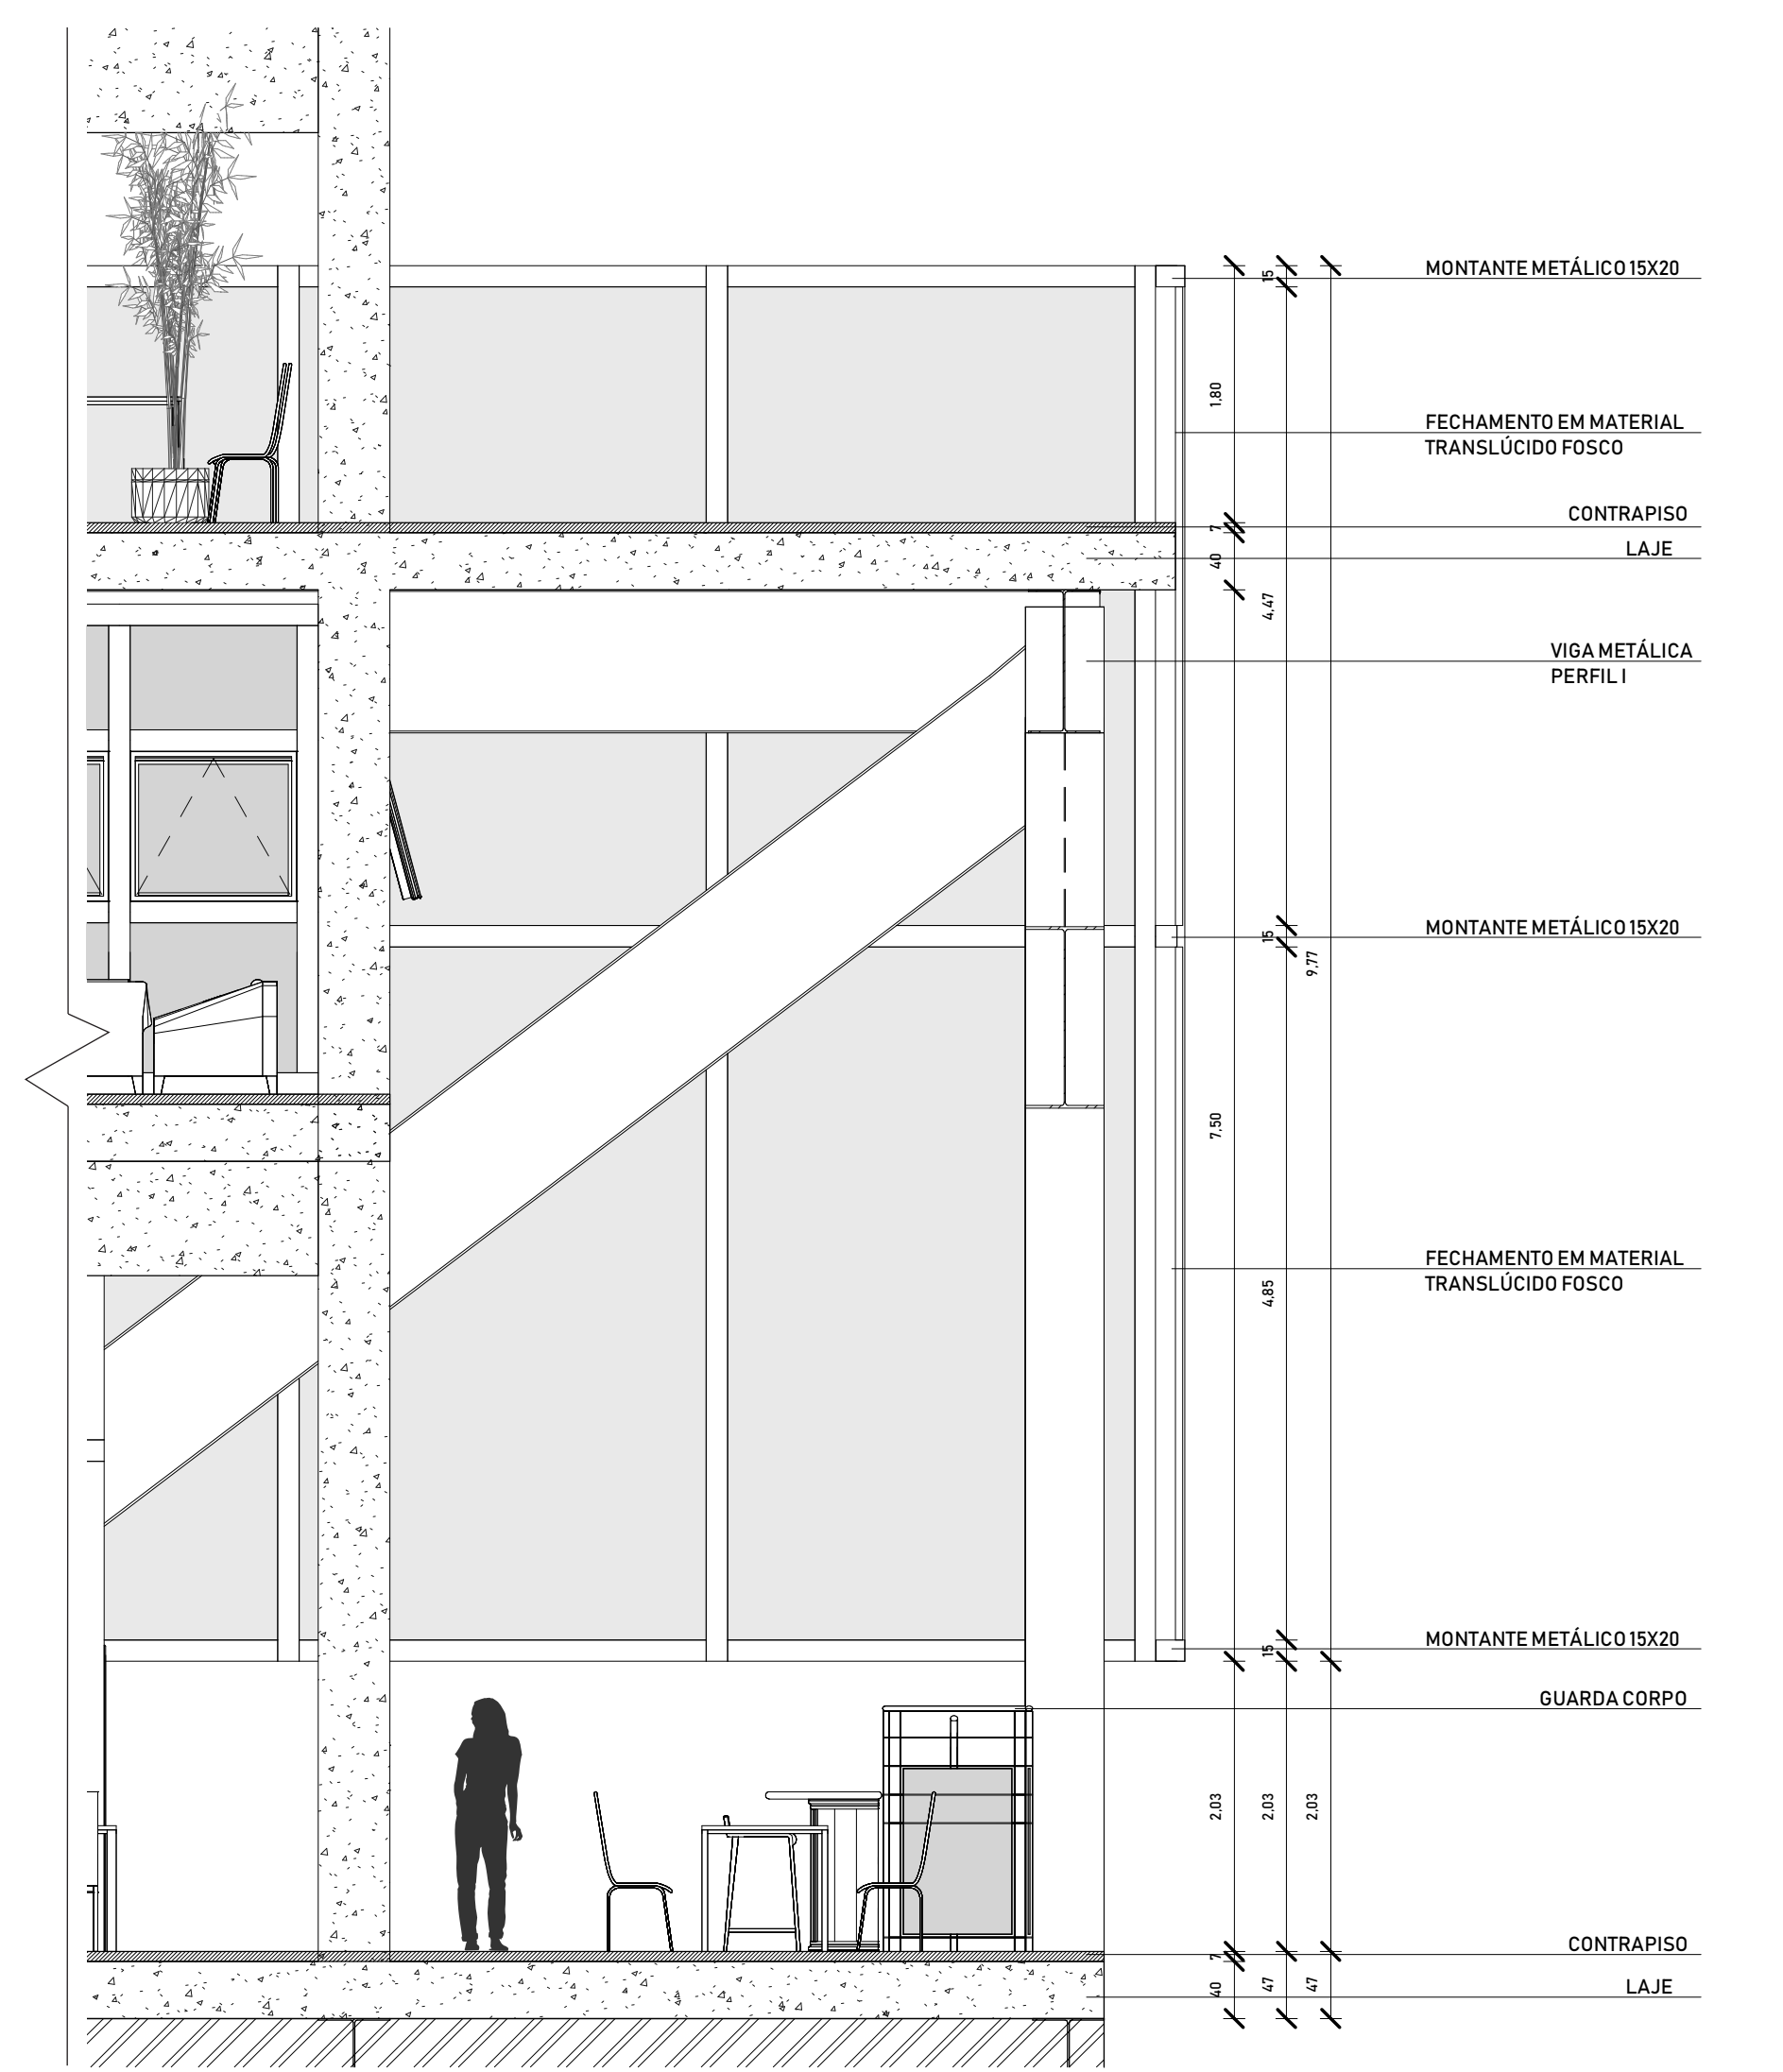 MONTANTE METÁLICO 15X20
15
1,80
FECHAMENTO EM MATERIAL
TRANSLÚCIDO FOSCO
CONTRAPISO
7
LAJE
40
4,47
VIGA METÁLICA
PERFIL I
MONTANTE METÁLICO 15X20
15
9,77
7,50
FECHAMENTO EM MATERIAL
TRANSLÚCIDO FOSCO
4,85
MONTANTE METÁLICO 15X20
15
GUARDA CORPO
2,03
2,03
2,03
CONTRAPISO
7
LAJE
40
47
47